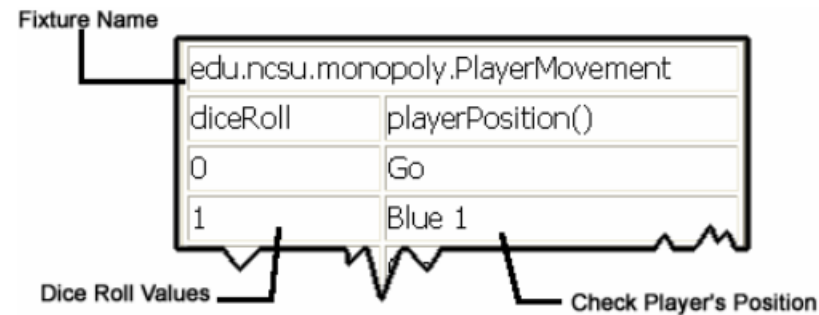 Fixture Name
edu.ncsu.monopoly.PlayerMovement
diceRoll playerPosition()
0 Go
1 Blue 1
Dice Roll Values
Check Player's Position